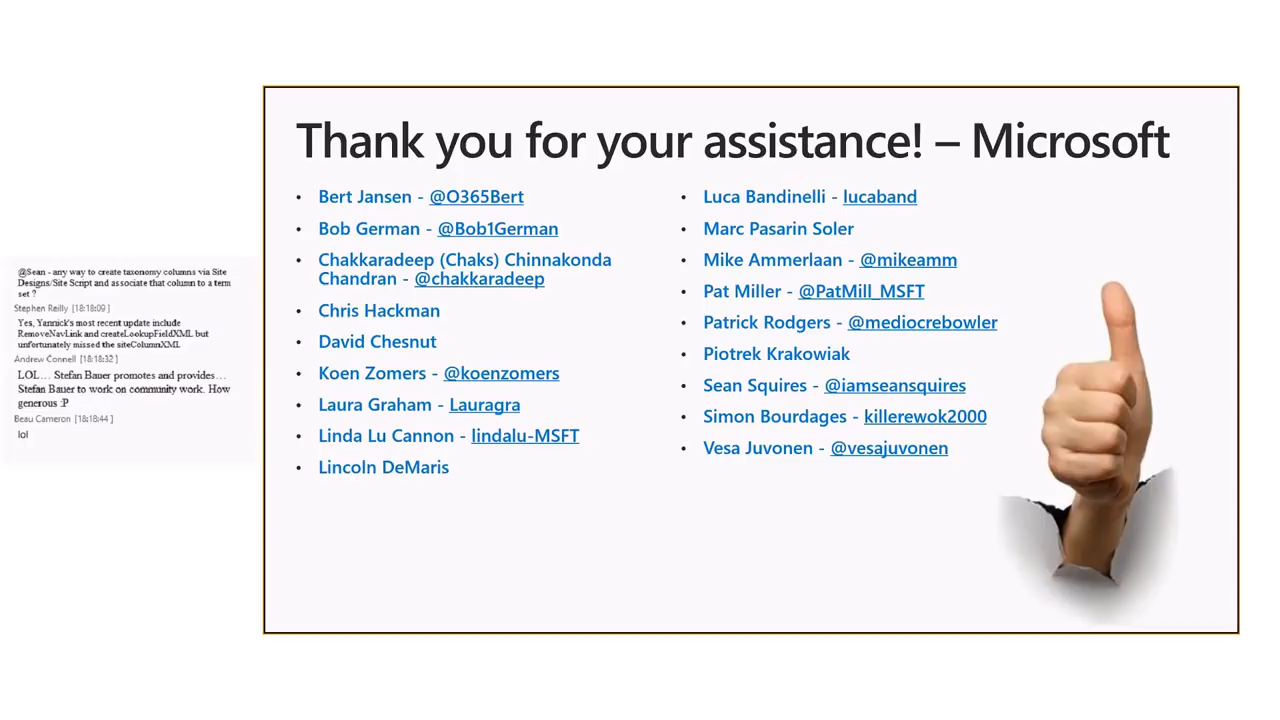 @Sean - any way to create taxonomy columns via Site
Designs/Site Script and associate that column to a term
set ?
Stephen Reilly [18:18:09]
Yes, Yannick's most recent update include
RemoveNavLink and createLookupFieldXML but
unfortunately missed the siteColumnXML
Andrew Connell [18:18:32]
LOL… Stefan Bauer promotes and provides…
Stefan Bauer to work on community work. How
generous :P
Beau Cameron [18:18:44]
lol
Thank you for your assistance! – Microsoft
• Bert Jansen - @O365Bert
• Bob German - @Bob1German
• Chakkaradeep (Chaks) Chinnakonda
Chandran - @chakkaradeep
• Chris Hackman
• David Chesnut
• Koen Zomers - @koenzomers
• Laura Graham - Lauragra
• Linda Lu Cannon - lindalu-MSFT
• Lincoln DeMaris
• Luca Bandinelli - lucaband
• Marc Pasarin Soler
• Mike Ammerlaan - @mikeamm
• Pat Miller - @PatMill_MSFT
• Patrick Rodgers - @mediocrebowler
• Piotrek Krakowiak
• Sean Squires - @iamseansquires
• Simon Bourdages - killerewok2000
• Vesa Juvonen - @vesajuvonen